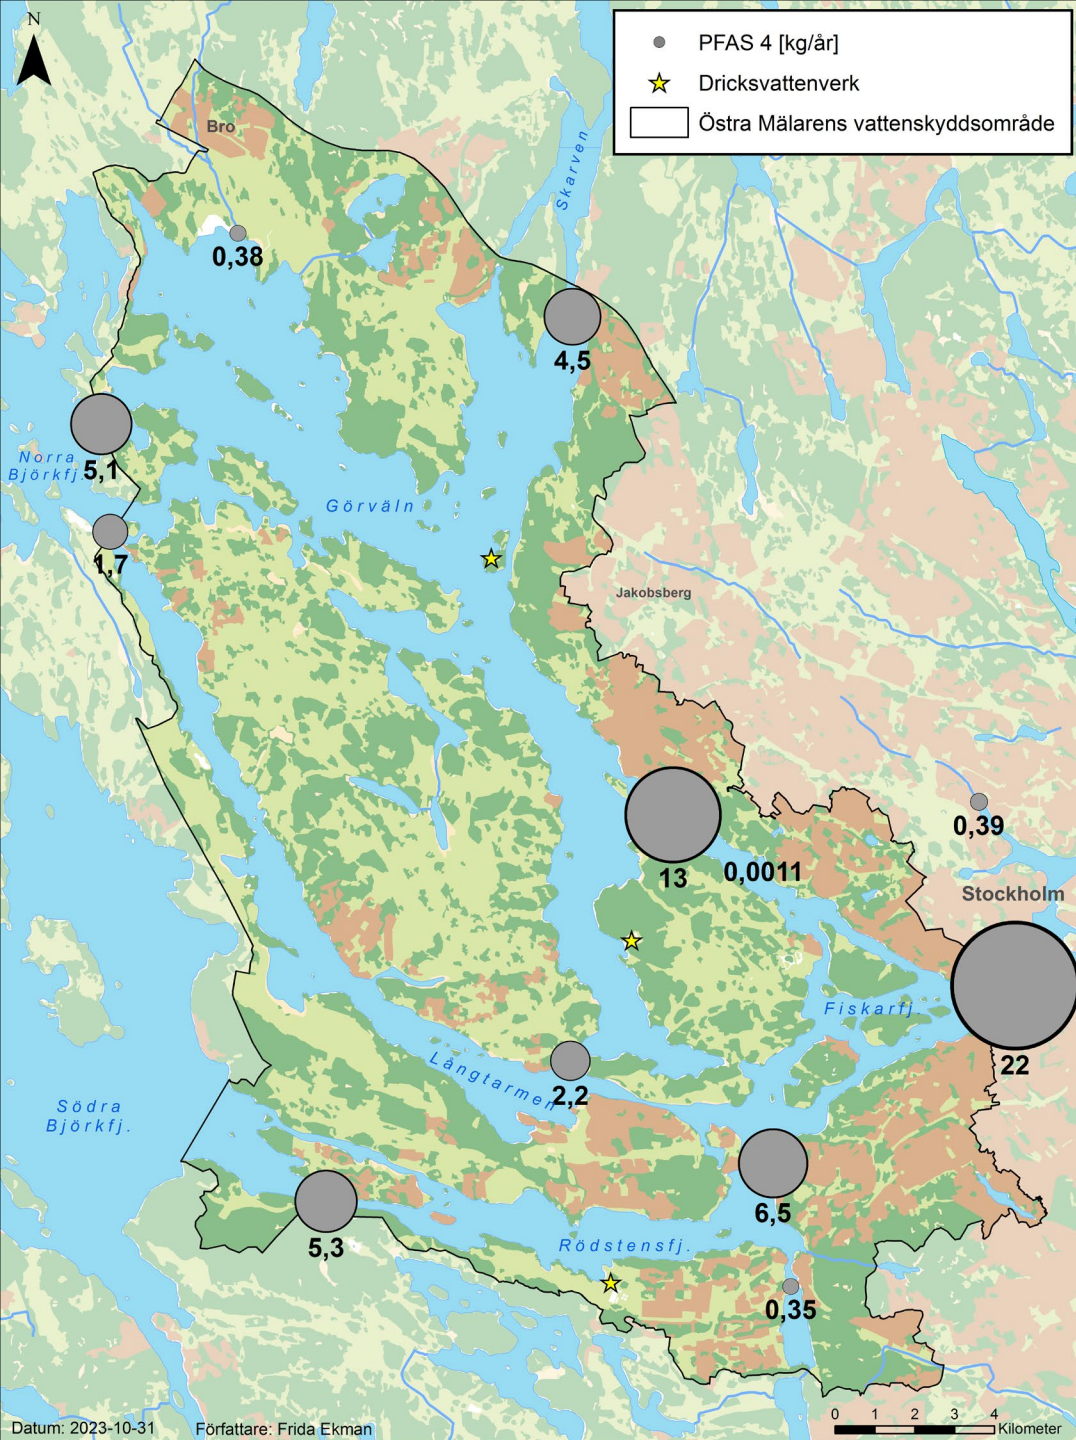 N
PFAS 4 [kg/år]
Dricksvattenverk
Östra Mälarens vattenskyddsområde
Bro
Skarven
0,38
4,5
Norra
Björkfj.
5,1
Görväln
1,7
Jakobsberg
13
0,0011
0,39
Stockholm
Fiskarfj.
22
Långtarmen
2,2
Södra
Björkfj.
6,5
5,3
Rödstensfj.
0,35
Datum: 2023-10-31
Författare: Frida Ekman
0 1 2 3 4
Kilometer